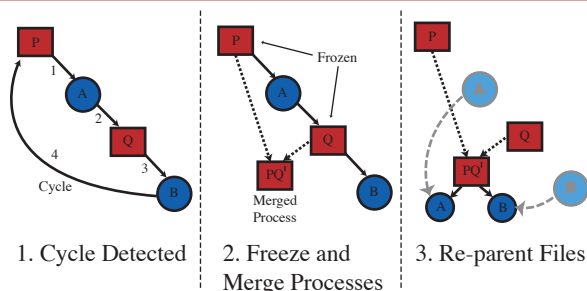 P
1
A
2
Q
3
4
Cycle
B
1. Cycle Detected
P
Frozen
A
Q
PQ'
Merged
Process
B
2. Freeze and
Merge Processes
P
A
Q
PQ'
B
A
B
3. Re-parent Files